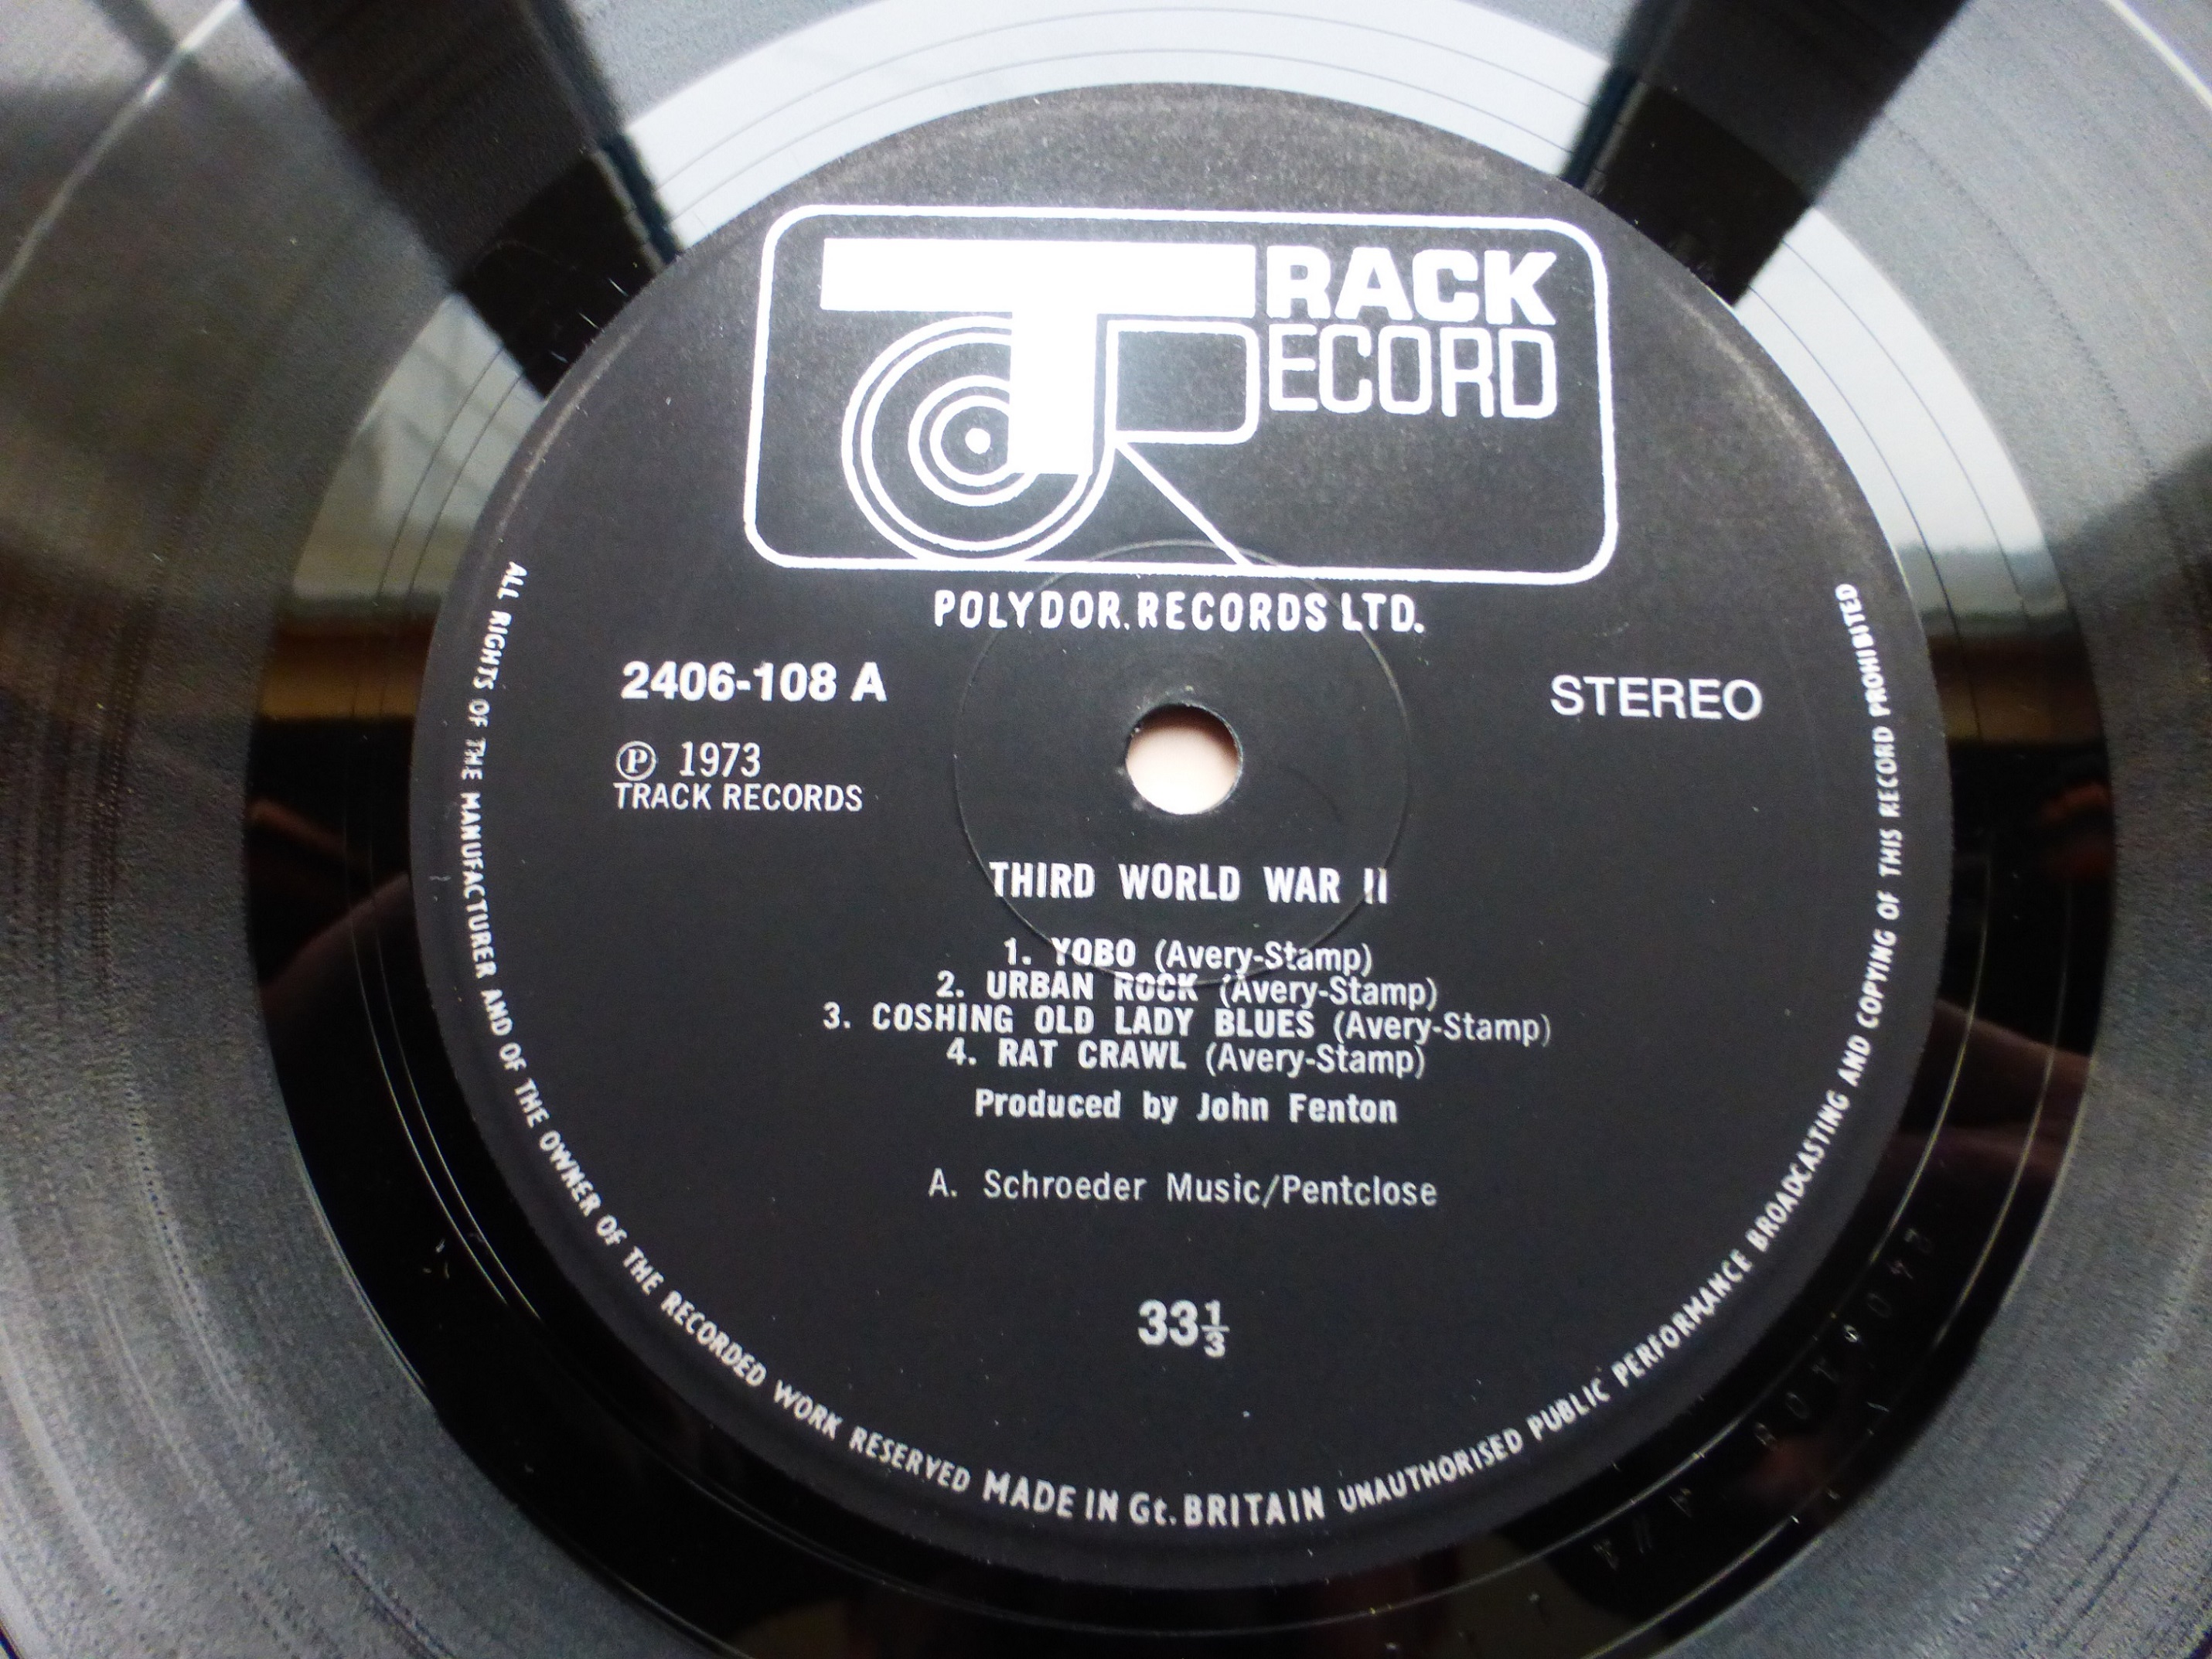 TRACK
RECORD
POLYDOR. RECORDS LTD.
2406-108 A
STEREO
Ⓟ 1973
TRACK RECORDS
THIRD WORLD WAR II
1. YOBO (Avery-Stamp)
2. URBAN ROCK (Avery-Stamp)
3. COSHING OLD LADY BLUES (Avery-Stamp)
4. RAT CRAWL (Avery-Stamp)
Produced by John Fenton
A. Schroeder Music/Pentclose
33⅓
ALL RIGHTS OF THE MANUFACTURER AND OF THE OWNER OF THE RECORDED WORK RESERVED MADE IN Gt. BRITAIN UNAUTHORISED PUBLIC PERFORMANCE BROADCASTING AND COPYING OF THIS RECORD PROHIBITED